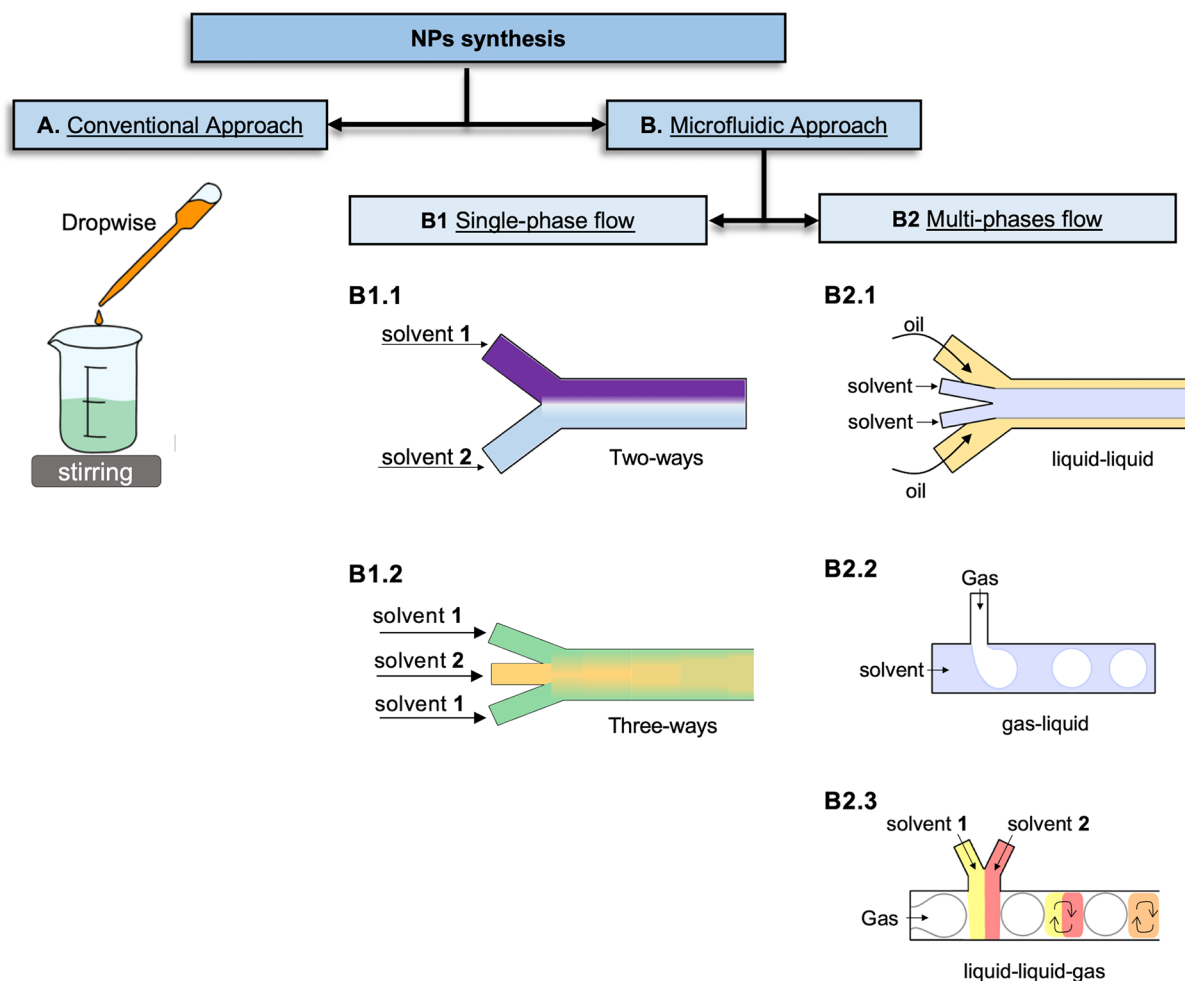 NPs synthesis
A. Conventional Approach
B. Microfluidic Approach
Dropwise
stirring
B1 Single-phase flow
B2 Multi-phases flow
B1.1
solvent 1
solvent 2
Two-ways
B1.2
solvent 1
solvent 2
solvent 1
Three-ways
B2.1
oil
solvent
solvent
oil
liquid-liquid
B2.2
Gas
solvent
gas-liquid
B2.3
solvent 1
solvent 2
Gas
liquid-liquid-gas